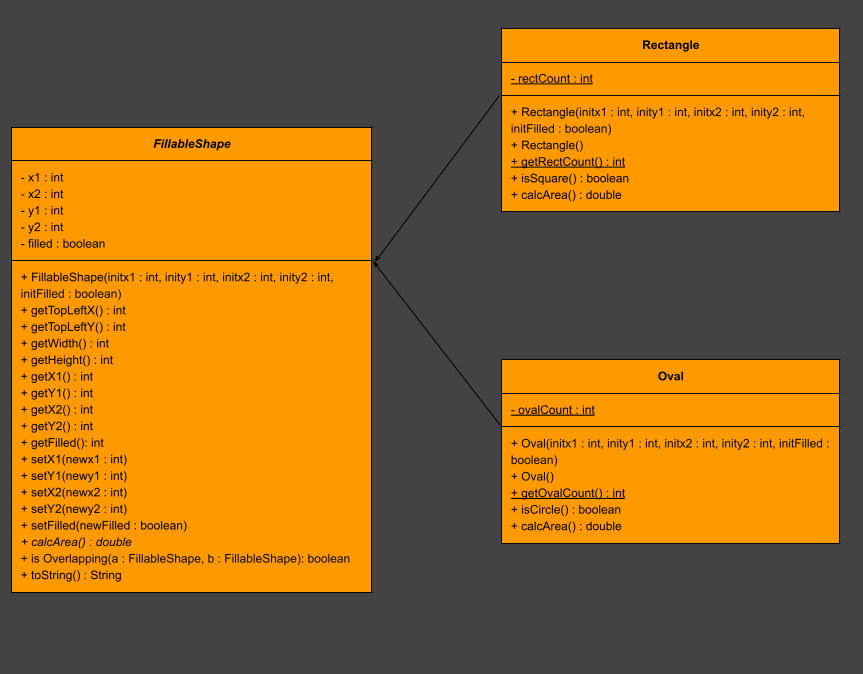 FillableShape
- x1 : int
- x2 : int
- y1 : int
- y2 : int
- filled : boolean
+ FillableShape(initx1 : int, inity1 : int, initx2 : int, inity2 : int,
initFilled : boolean)
+ getTopLeftX() : int
+ getTopLeftY() : int
+ getWidth() : int
+ getHeight() : int
+ getX1() : int
+ getY1() : int
+ getX2() : int
+ getY2() : int
+ getFilled(): int
+ setX1(newx1 : int)
+ setY1(newy1 : int)
+ setX2(newx2 : int)
+ setY2(newy2 : int)
+ setFilled(newFilled : boolean)
+ calcArea() : double
+ is Overlapping(a : FillableShape, b : FillableShape): boolean
+ toString() : String
Rectangle
- rectCount : int
+ Rectangle(initx1 : int, inity1 : int, initx2 : int, inity2 : int,
initFilled : boolean)
+ Rectangle()
+ getRectCount() : int
+ isSquare() : boolean
+ calcArea() : double
Oval
- ovalCount : int
+ Oval(initx1 : int, inity1 : int, initx2 : int, inity2 : int, initFilled :
boolean)
+ Oval()
+ getOvalCount() : int
+ isCircle() : boolean
+ calcArea() : double